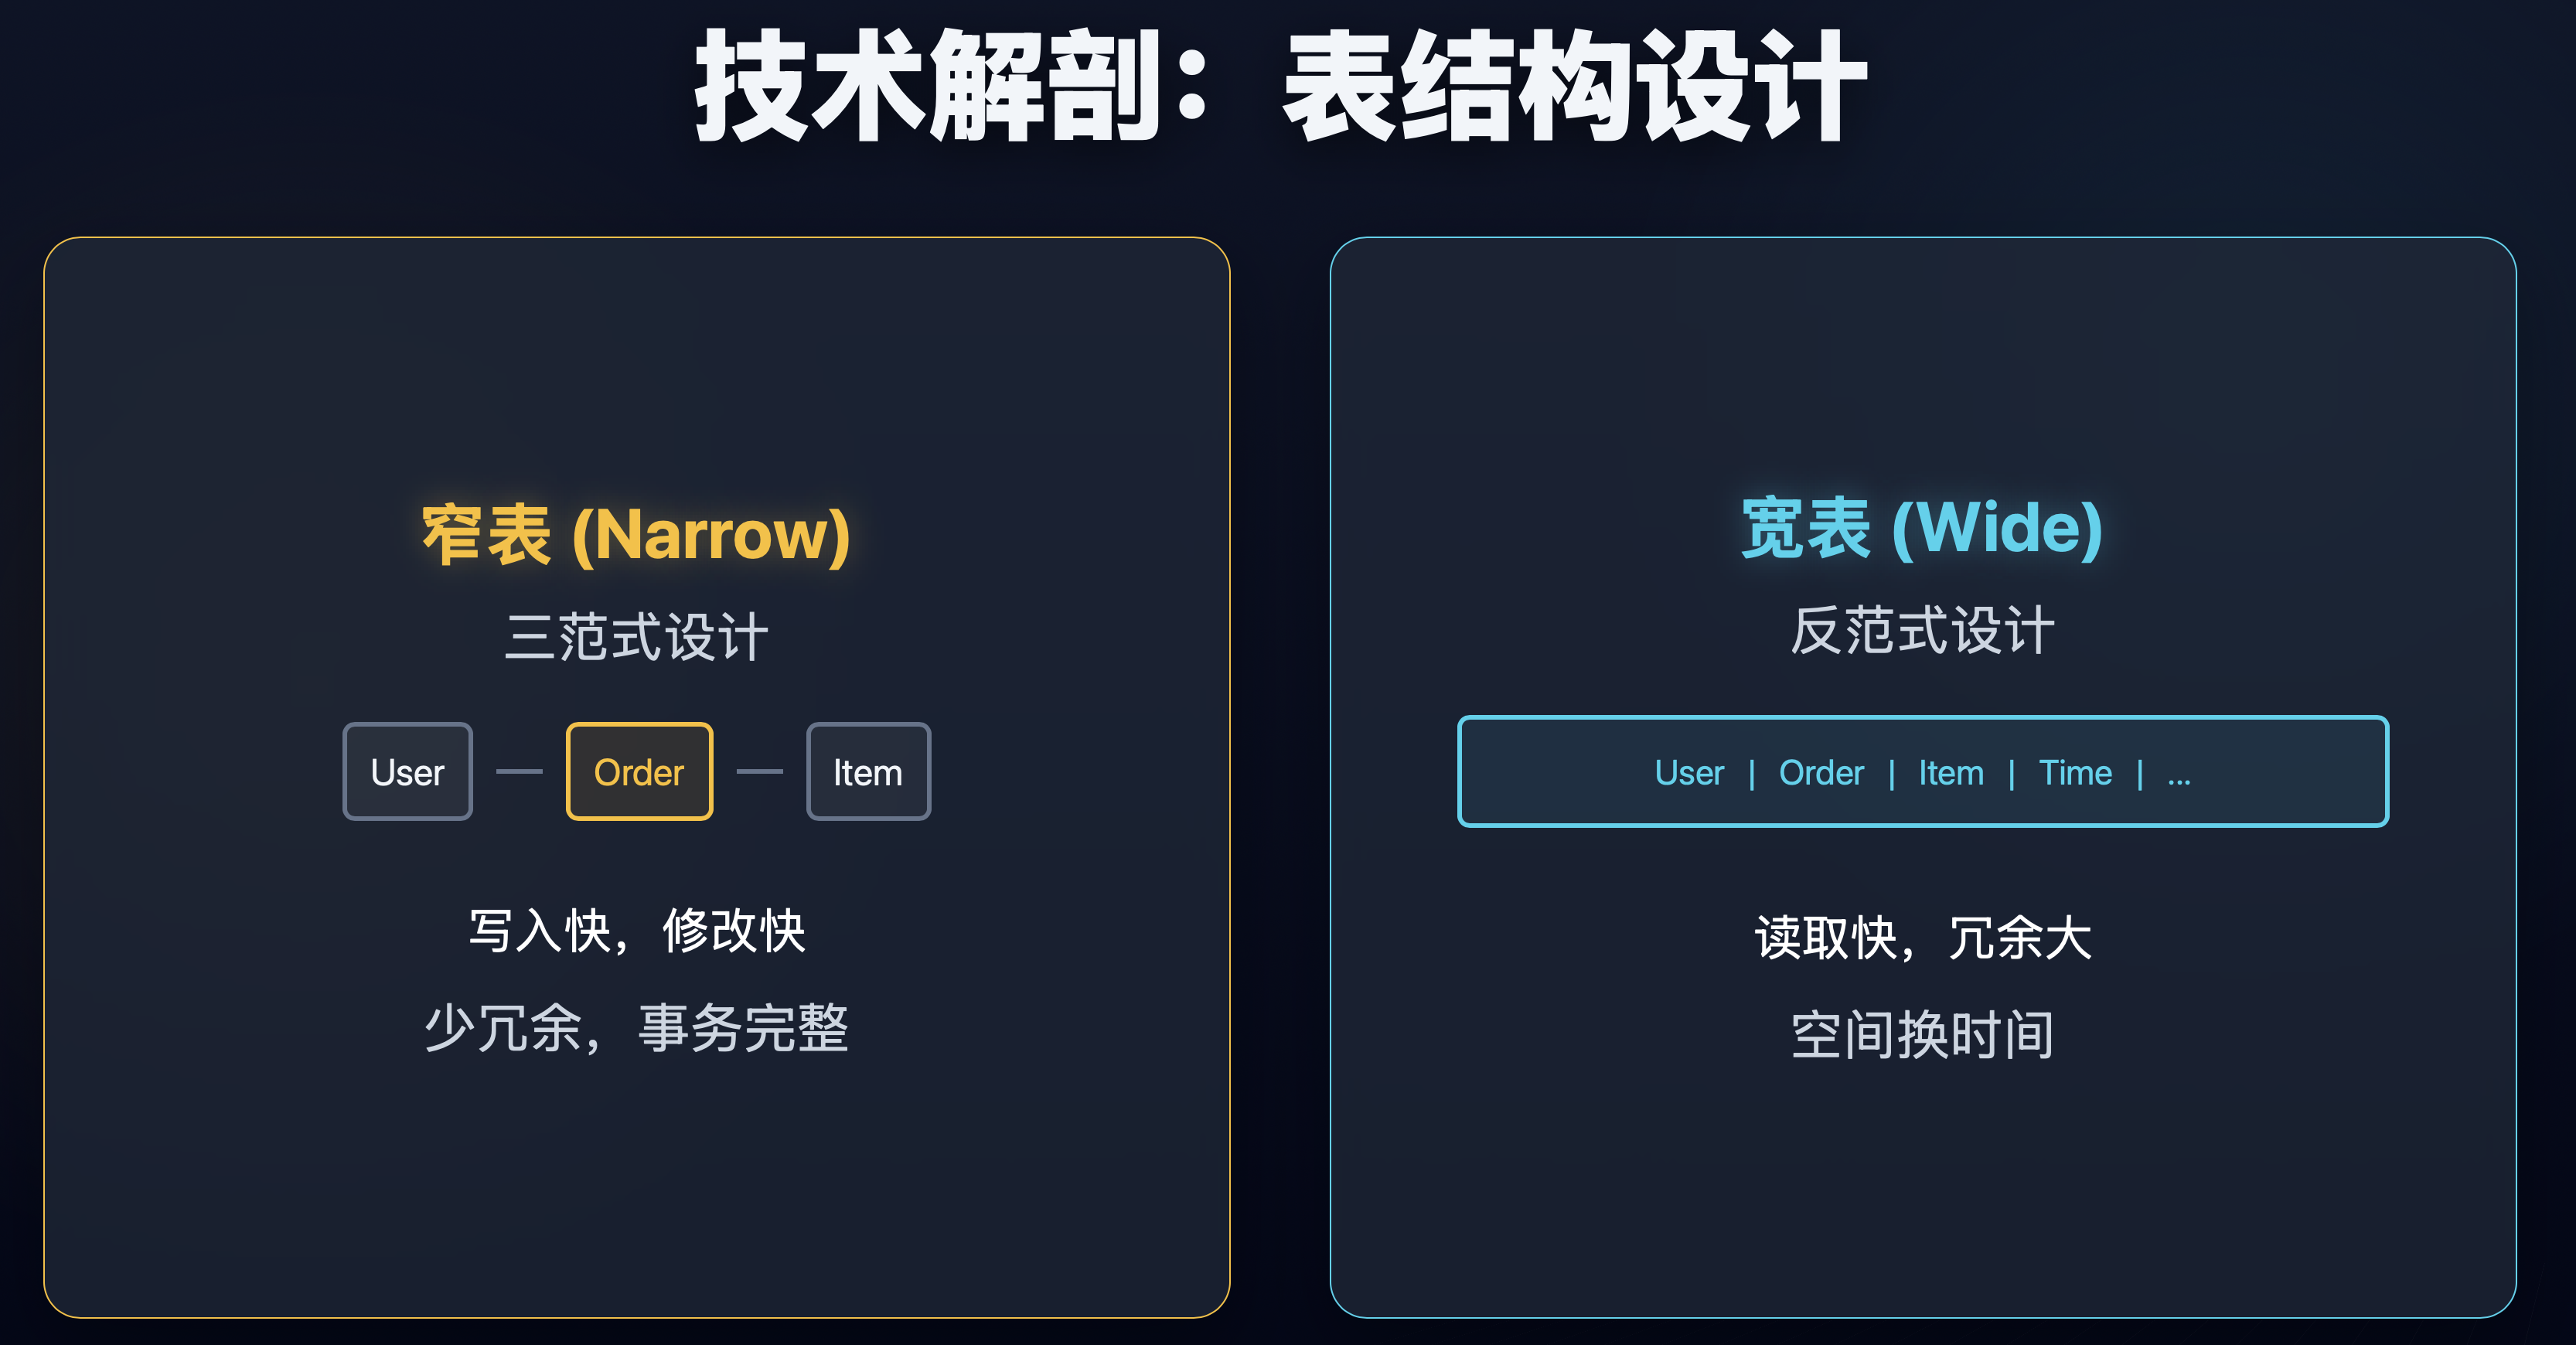 技术解剖：表结构设计
窄表 (Narrow)
三范式设计
User
Order
Item
写入快，修改快
少冗余，事务完整
宽表 (Wide)
反范式设计
User | Order | Item | Time | ...
读取快，冗余大
空间换时间